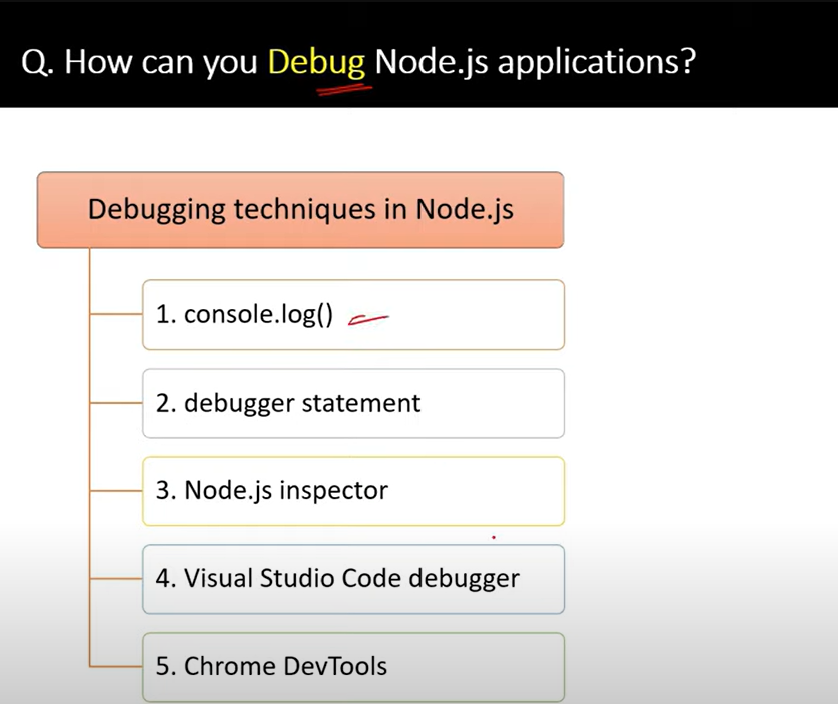 Q. How can you Debug Node.js applications?
Debugging techniques in Node.js
1. console.log()
2. debugger statement
3. Node.js inspector
4. Visual Studio Code debugger
5. Chrome DevTools